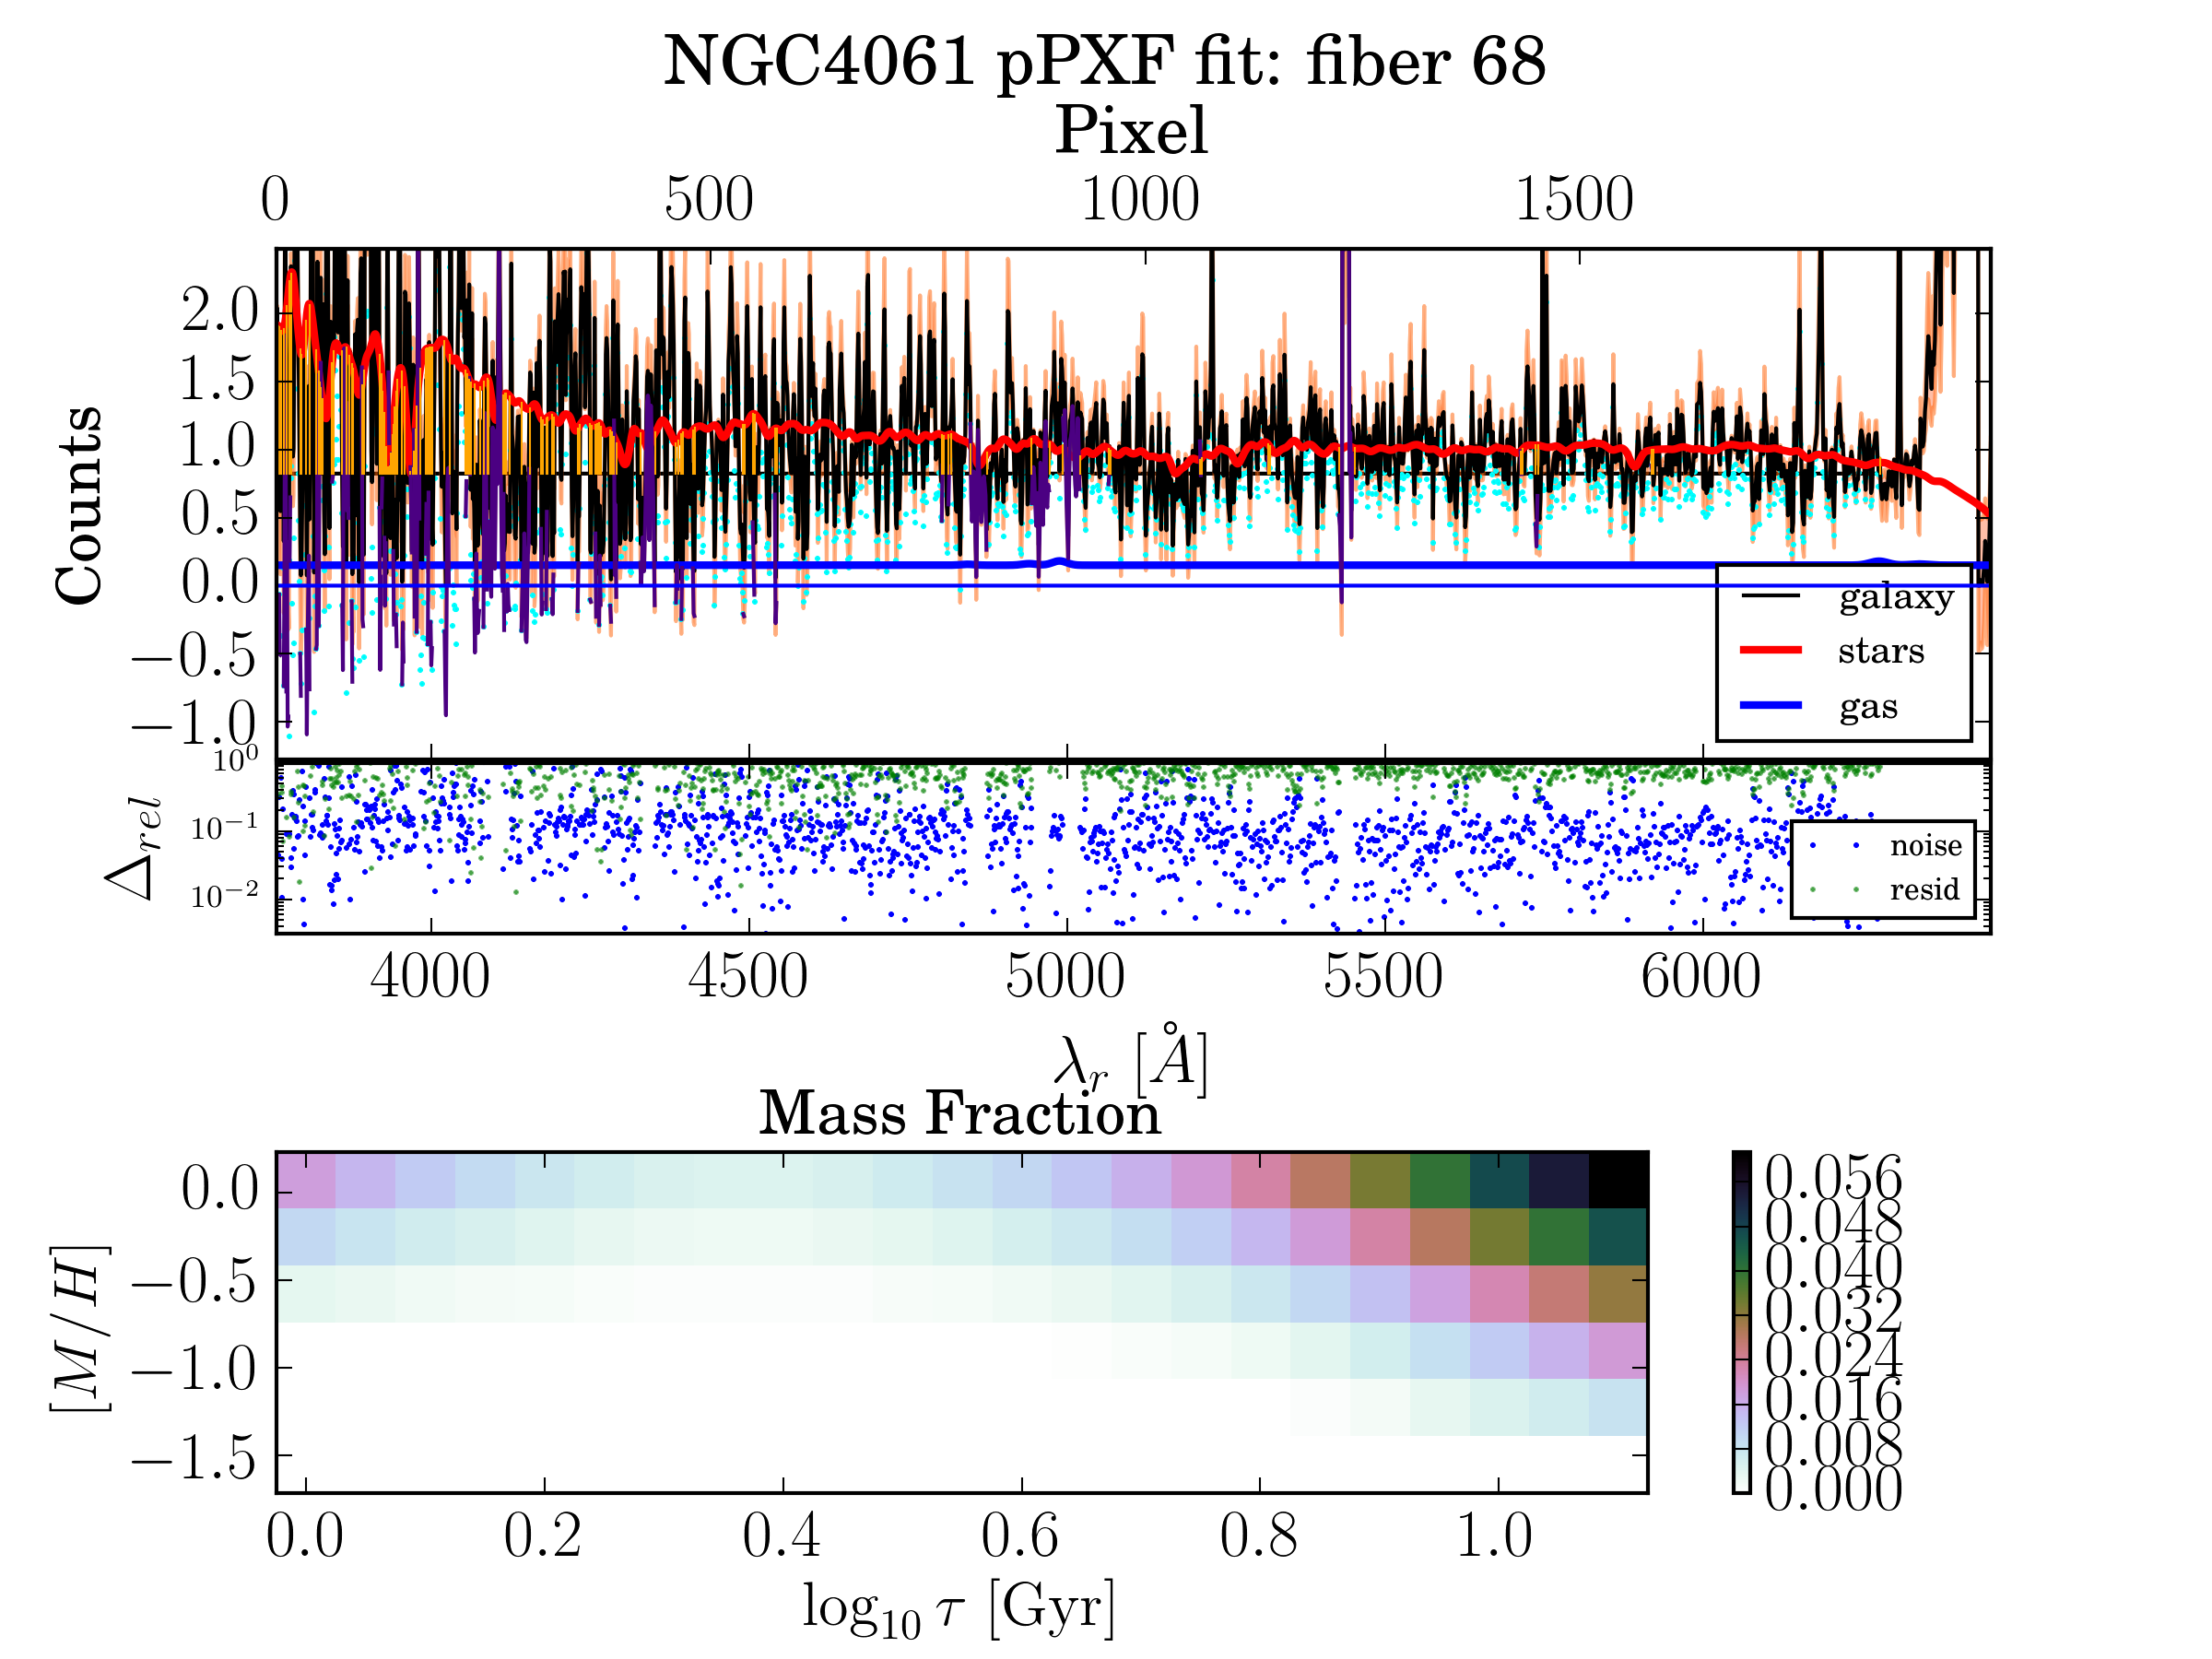 NGC4061 pPXF fit: fiber 68
Pixel
0 500 1000 1500
Counts
2.0
1.5
1.0
0.5
0.0
−0.5
−1.0
galaxy
stars
gas
Δrel
10⁰
10⁻¹
10⁻²
noise
resid
4000 4500 5000 5500 6000
λr [Å]
Mass Fraction
[M/H]
0.0
−0.5
−1.0
−1.5
0.0 0.2 0.4 0.6 0.8 1.0
log₁₀ τ [Gyr]
0.056
0.048
0.040
0.032
0.024
0.016
0.008
0.000